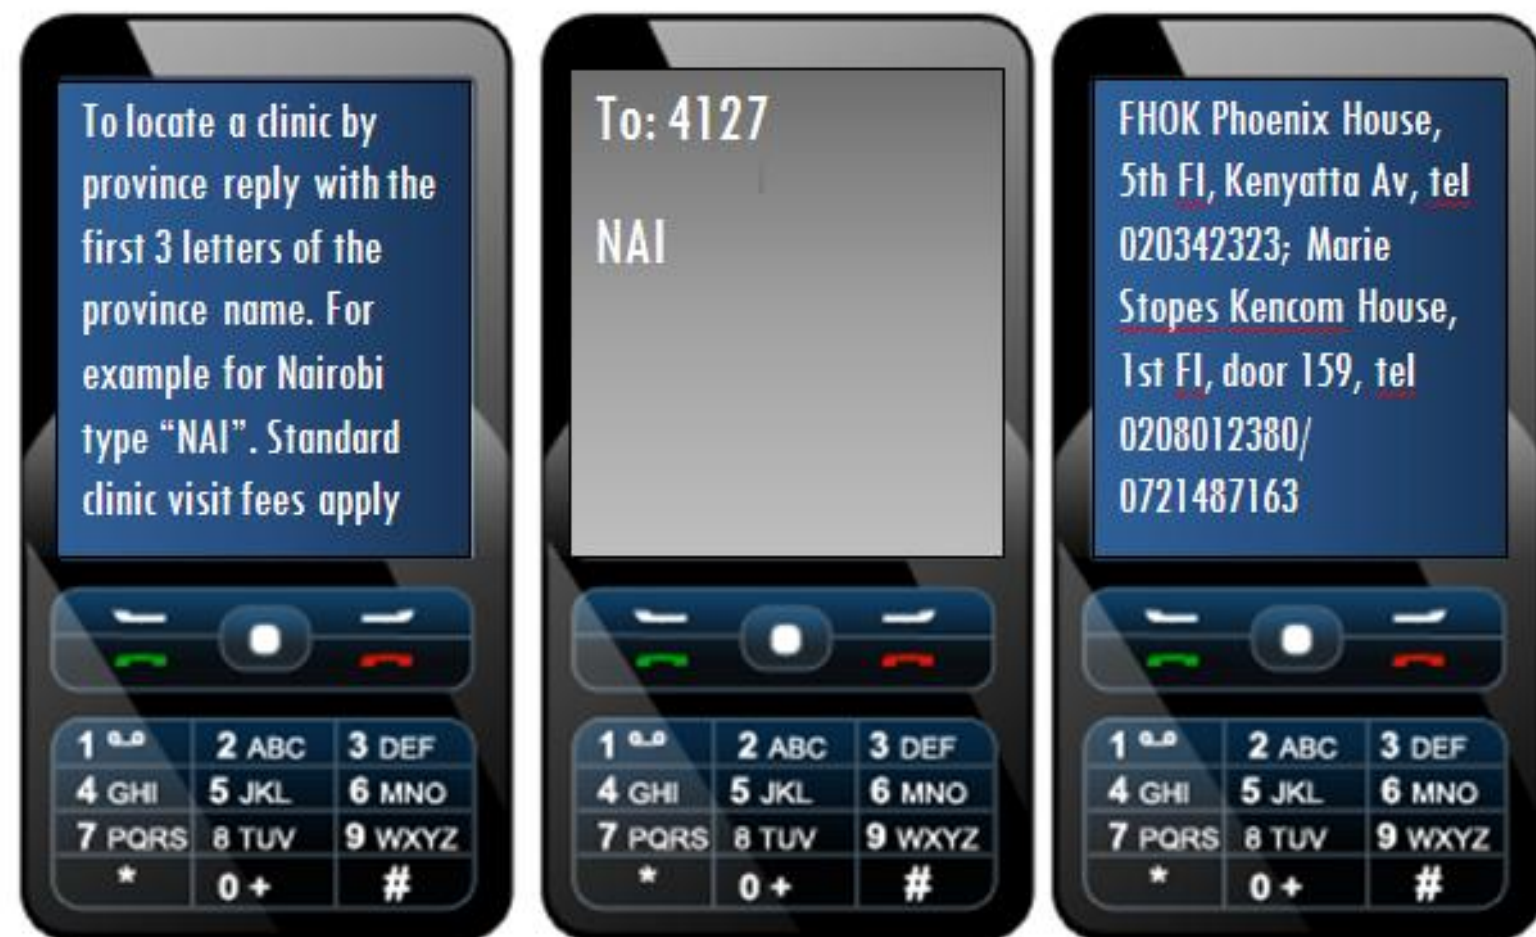 To locate a clinic by
province reply with the
first 3 letters of the
province name. For
example for Nairobi
type “NAI”. Standard
clinic visit fees apply
1
2 ABC
3 DEF
4 GHI
5 JKL
6 MNO
7 PQRS
8 TUV
9 WXYZ
*
0 +
#
To: 4127
NAI
1
2 ABC
3 DEF
4 GHI
5 JKL
6 MNO
7 PQRS
8 TUV
9 WXYZ
*
0 +
#
FHOK Phoenix House,
5th Fl, Kenyatta Av, tel
020342323; Marie
Stopes Kencom House,
1st Fl, door 159, tel
0208012380/
0721487163
1
2 ABC
3 DEF
4 GHI
5 JKL
6 MNO
7 PQRS
8 TUV
9 WXYZ
*
0 +
#